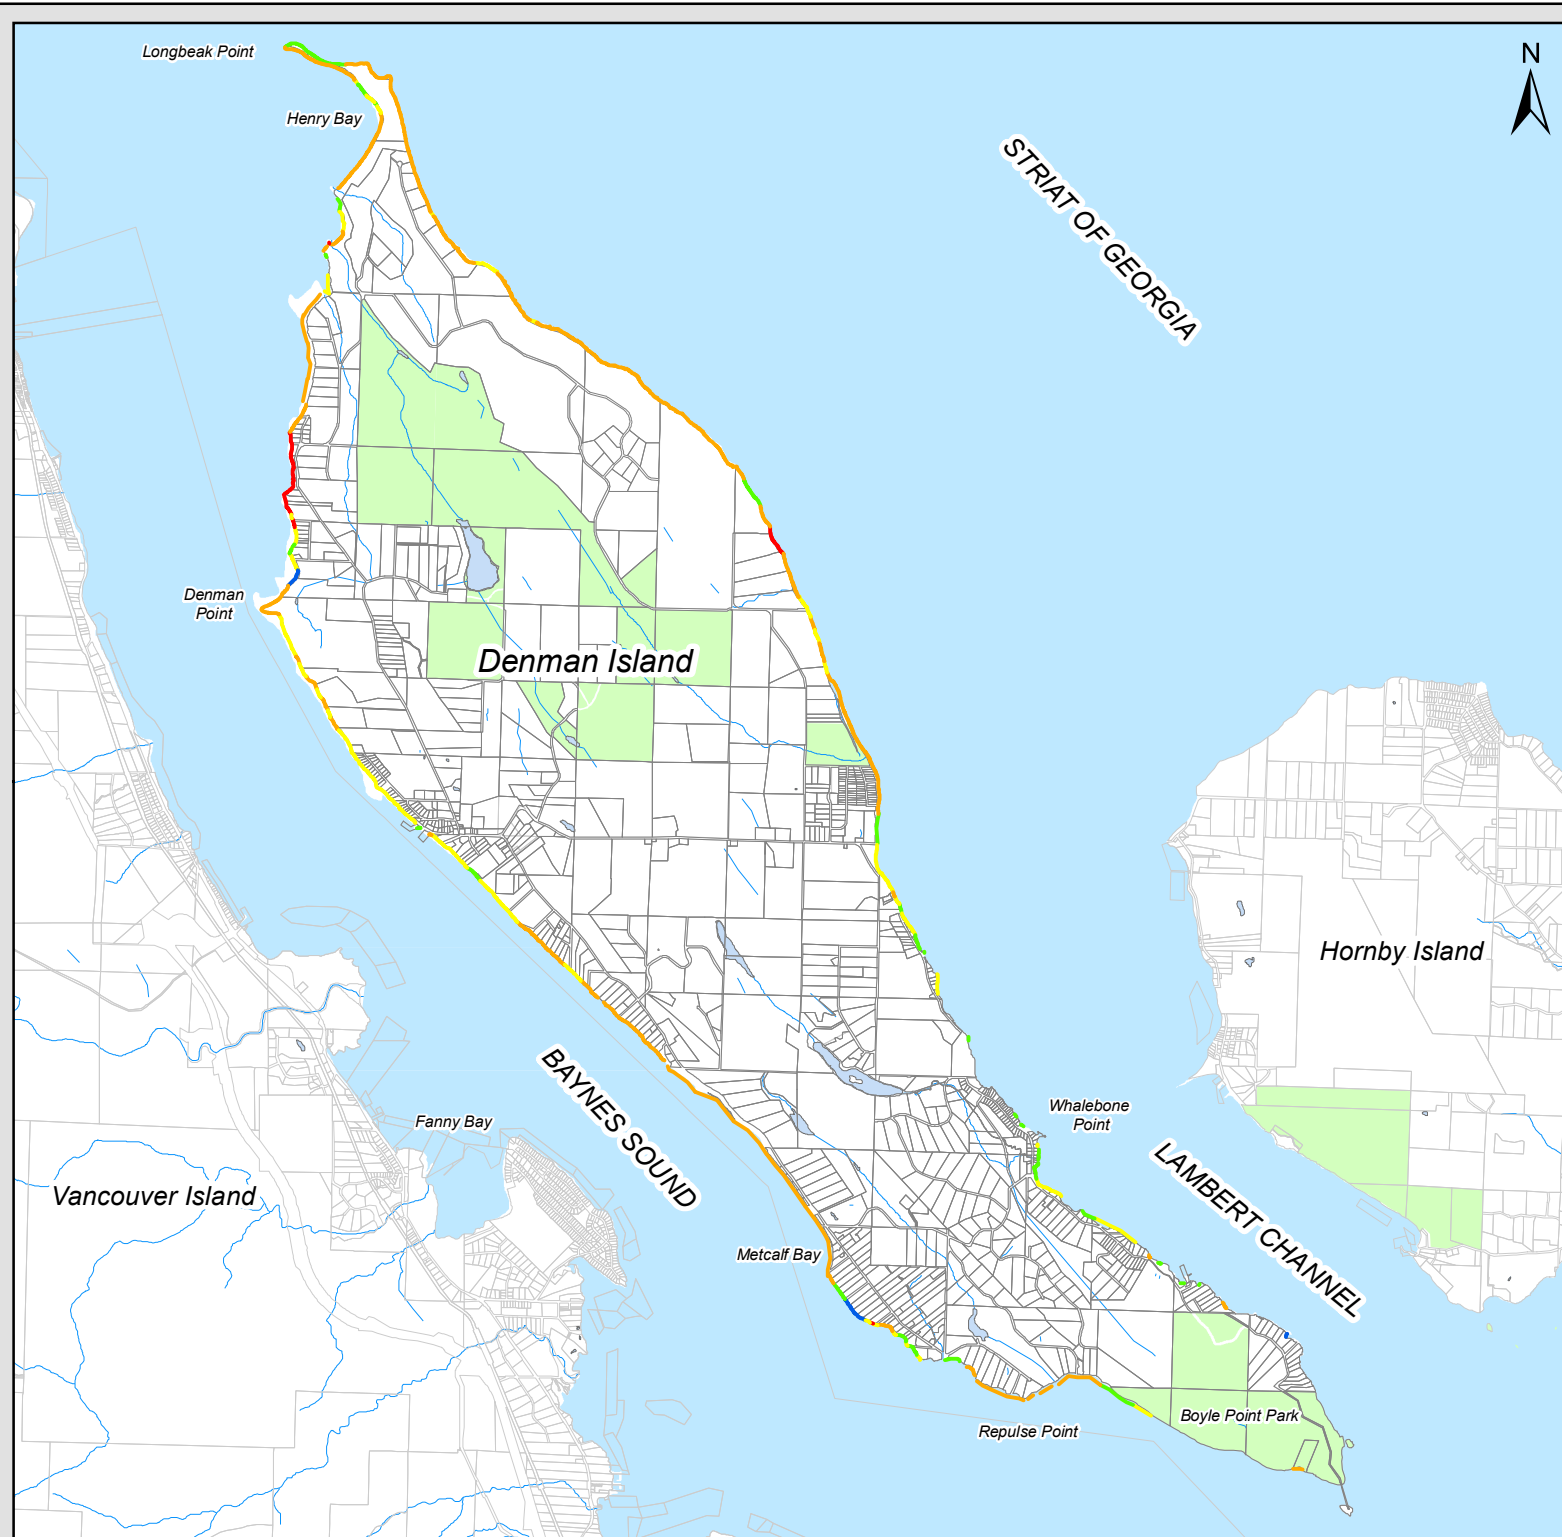 Longbeak Point
N
Henry Bay
STRIAT OF GEORGIA
Denman
Point
Denman Island
Hornby Island
BAYNES SOUND
Whalebone
Point
Fanny Bay
LAMBERT CHANNEL
Vancouver Island
Metcalf Bay
Boyle Point Park
Repulse Point